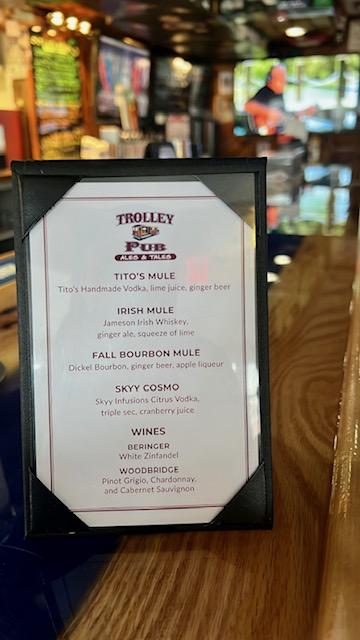 TROLLEY
PUB
ALES & TALES
TITO'S MULE
Tito's Handmade Vodka, lime juice, ginger beer
IRISH MULE
Jameson Irish Whiskey,
ginger ale, squeeze of lime
FALL BOURBON MULE
Dickel Bourbon, ginger beer, apple liqueur
SKYY COSMO
Skyy Infusions Citrus Vodka,
triple sec, cranberry juice
WINES
BERINGER
White Zinfandel
WOODBRIDGE
Pinot Grigio, Chardonnay,
and Cabernet Sauvignon